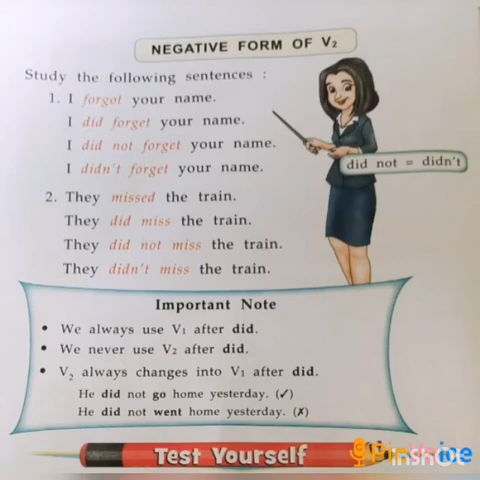 NEGATIVE FORM OF V₂
Study the following sentences :
1. I forgot your name.
I did forget your name.
I did not forget your name.
I didn't forget your name.
did not = didn't
2. They missed the train.
They did miss the train.
They did not miss the train.
They didn't miss the train.
Important Note
• We always use V₁ after did.
• We never use V₂ after did.
• V₂ always changes into V₁ after did.
He did not go home yesterday. (✓)
He did not went home yesterday. (✗)
Test Yourself
inshOt